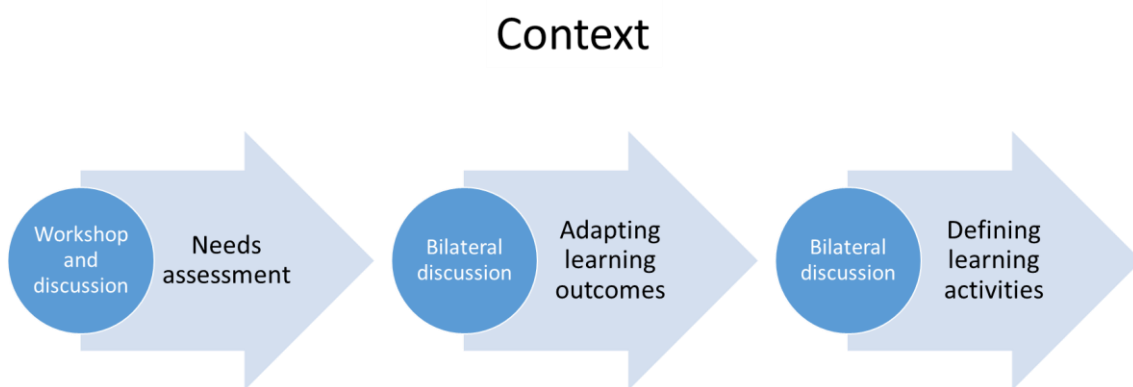 Context
Workshop
and
discussion
Needs
assessment
Bilateral
discussion
Adapting
learning
outcomes
Bilateral
discussion
Defining
learning
activities